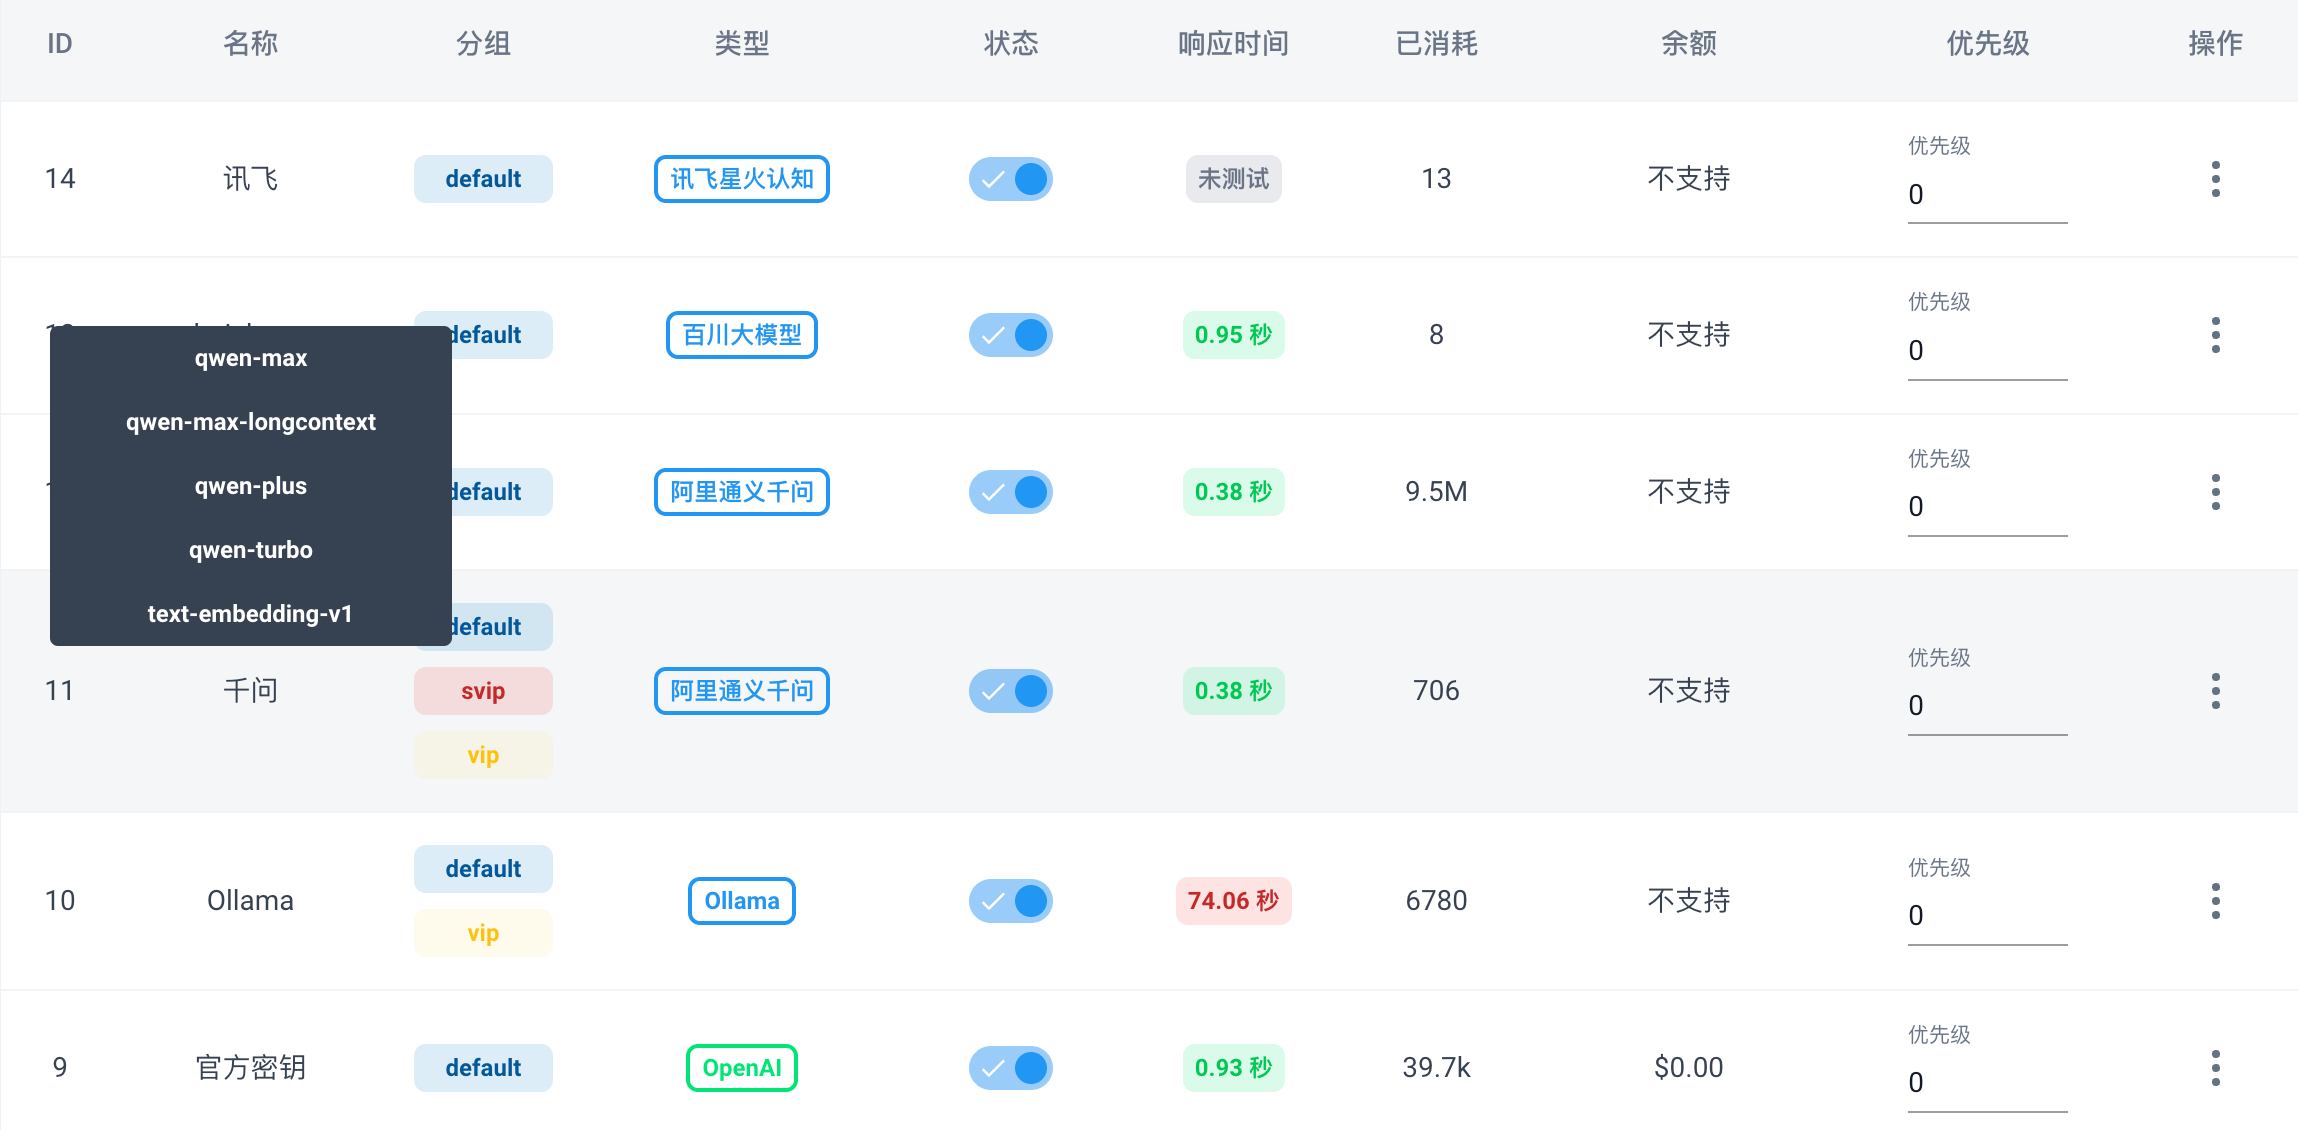 ID 名称 分组 类型 状态 响应时间 已消耗 余额 优先级 操作
14 讯飞 default 讯飞星火认知 未测试 13 不支持 优先级 0
default 百川大模型 0.95 秒 8 不支持 优先级 0
default 阿里通义千问 0.38 秒 9.5M 不支持 优先级 0
qwen-max
qwen-max-longcontext
qwen-plus
qwen-turbo
text-embedding-v1
11 千问 default svip vip 阿里通义千问 0.38 秒 706 不支持 优先级 0
10 Ollama default vip Ollama 74.06 秒 6780 不支持 优先级 0
9 官方密钥 default OpenAI 0.93 秒 39.7k $0.00 优先级 0